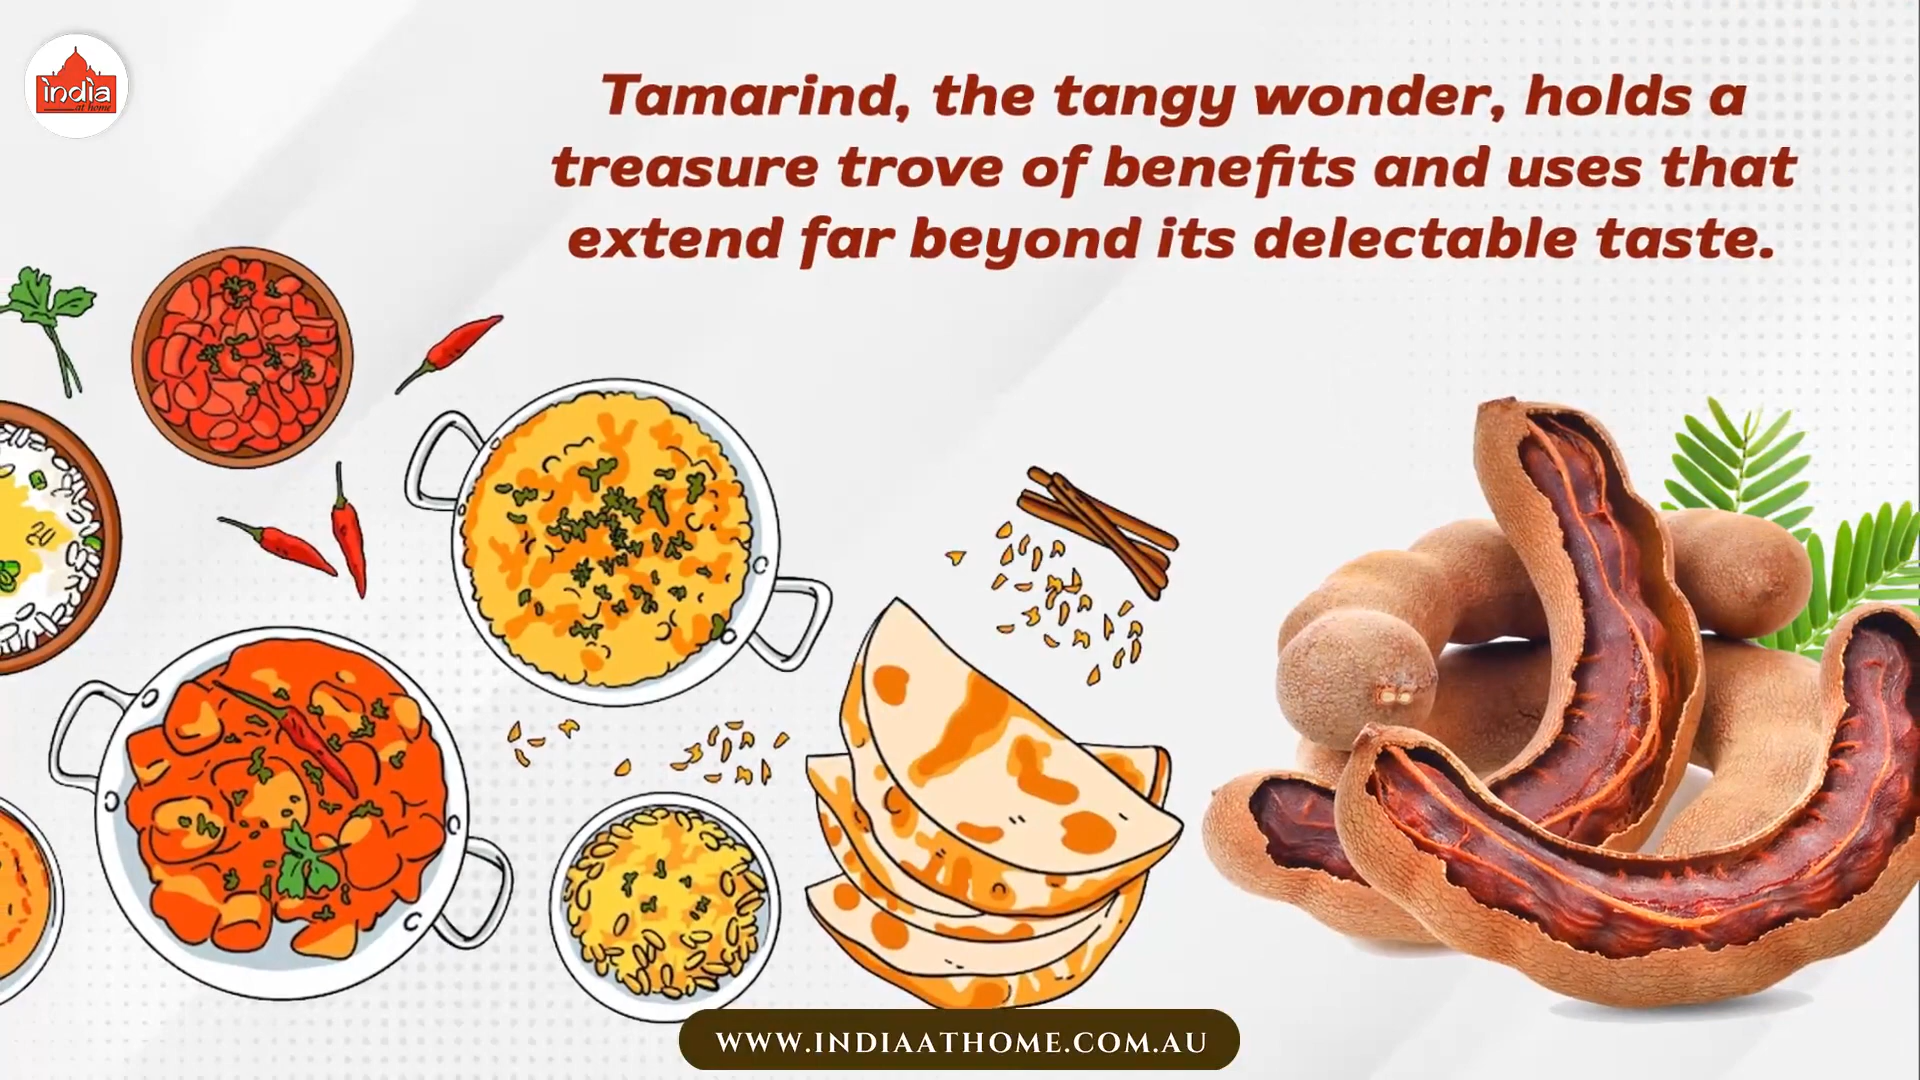 india
at home
Tamarind, the tangy wonder, holds a
treasure trove of benefits and uses that
extend far beyond its delectable taste.
WWW.INDIAATHOME.COM.AU